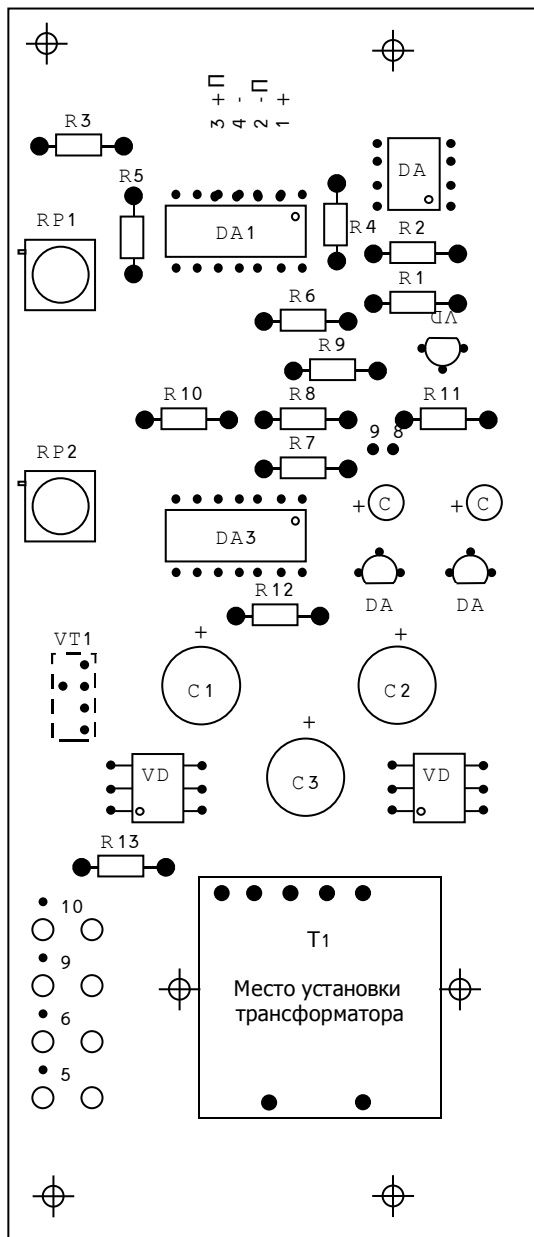 3 +П
4 -
2 -П
1 +
R3
R5
DA
RP1
DA1
R4
R2
R1
VD
R6
R9
R10
R8
R11
9 8
RP2
R7
+ C
+ C
DA3
DA
DA
R12
VT1
+
+
C1
C2
+
VD
C3
VD
R13
10
T1
9
Место установки
трансформатора
6
5